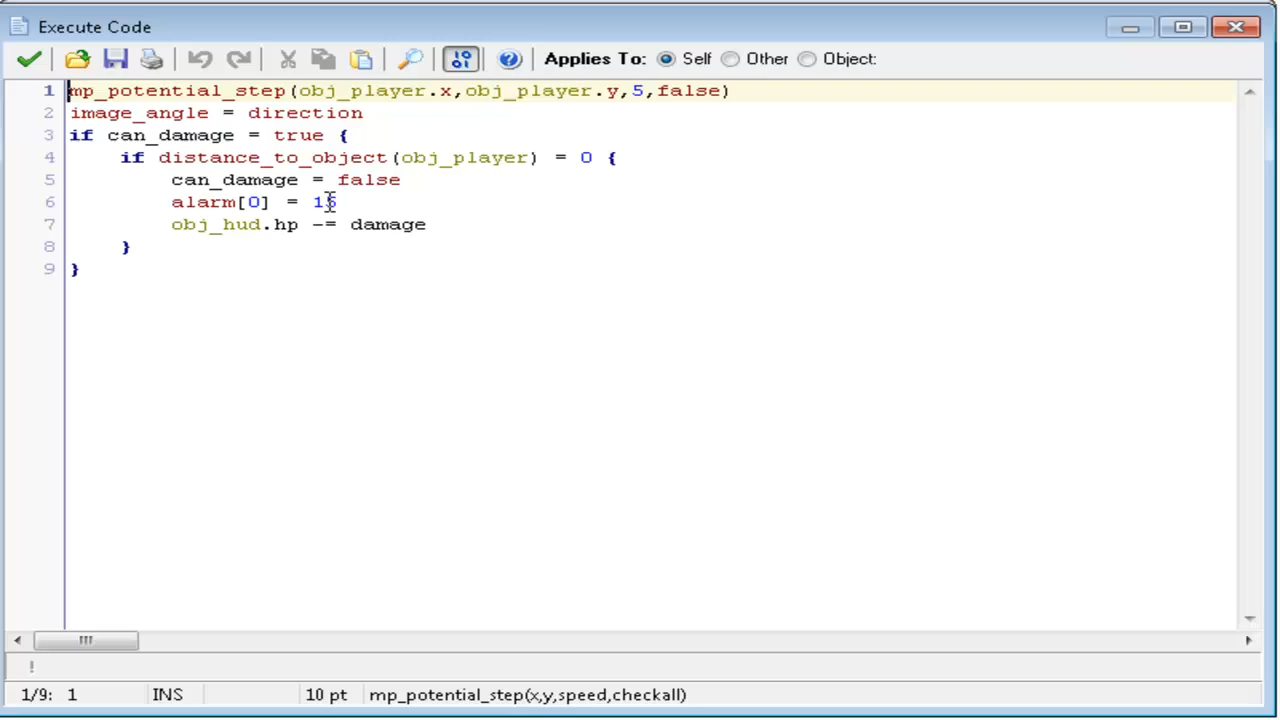 Execute Code
Applies To: Self Other Object:
1 mp_potential_step(obj_player.x,obj_player.y,5,false)
2 image_angle = direction
3 if can_damage = true {
4 if distance_to_object(obj_player) = 0 {
5 can_damage = false
6 alarm[0] = 15
7 obj_hud.hp -= damage
8 }
9 }
!
1/9: 1 INS 10 pt mp_potential_step(x,y,speed,checkall)